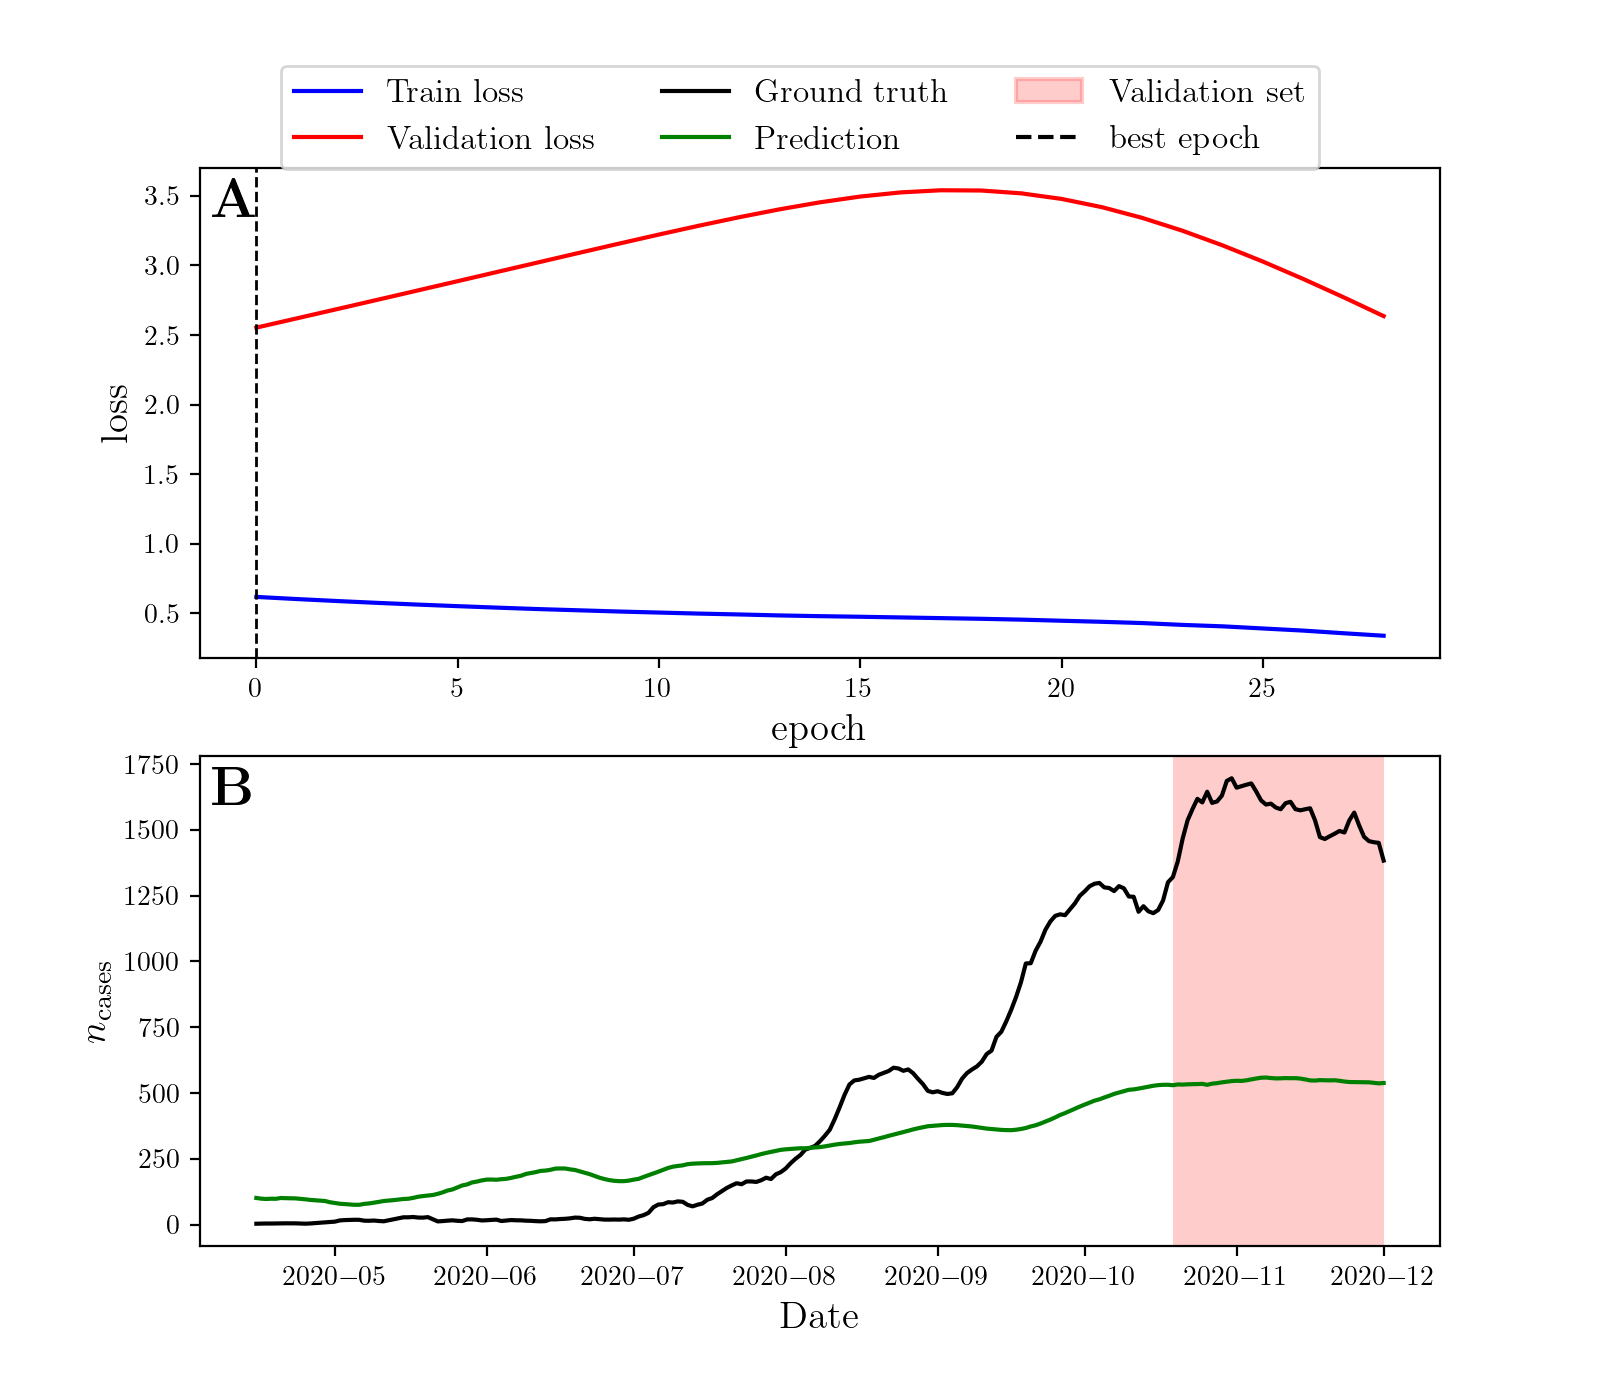 Train loss
Validation loss
Ground truth
Prediction
Validation set
best epoch
A
3.5
3.0
2.5
2.0
1.5
1.0
0.5
loss
0 5 10 15 20 25
epoch
B
1750
1500
1250
1000
750
500
250
0
n_cases
2020–05 2020–06 2020–07 2020–08 2020–09 2020–10 2020–11 2020–12
Date